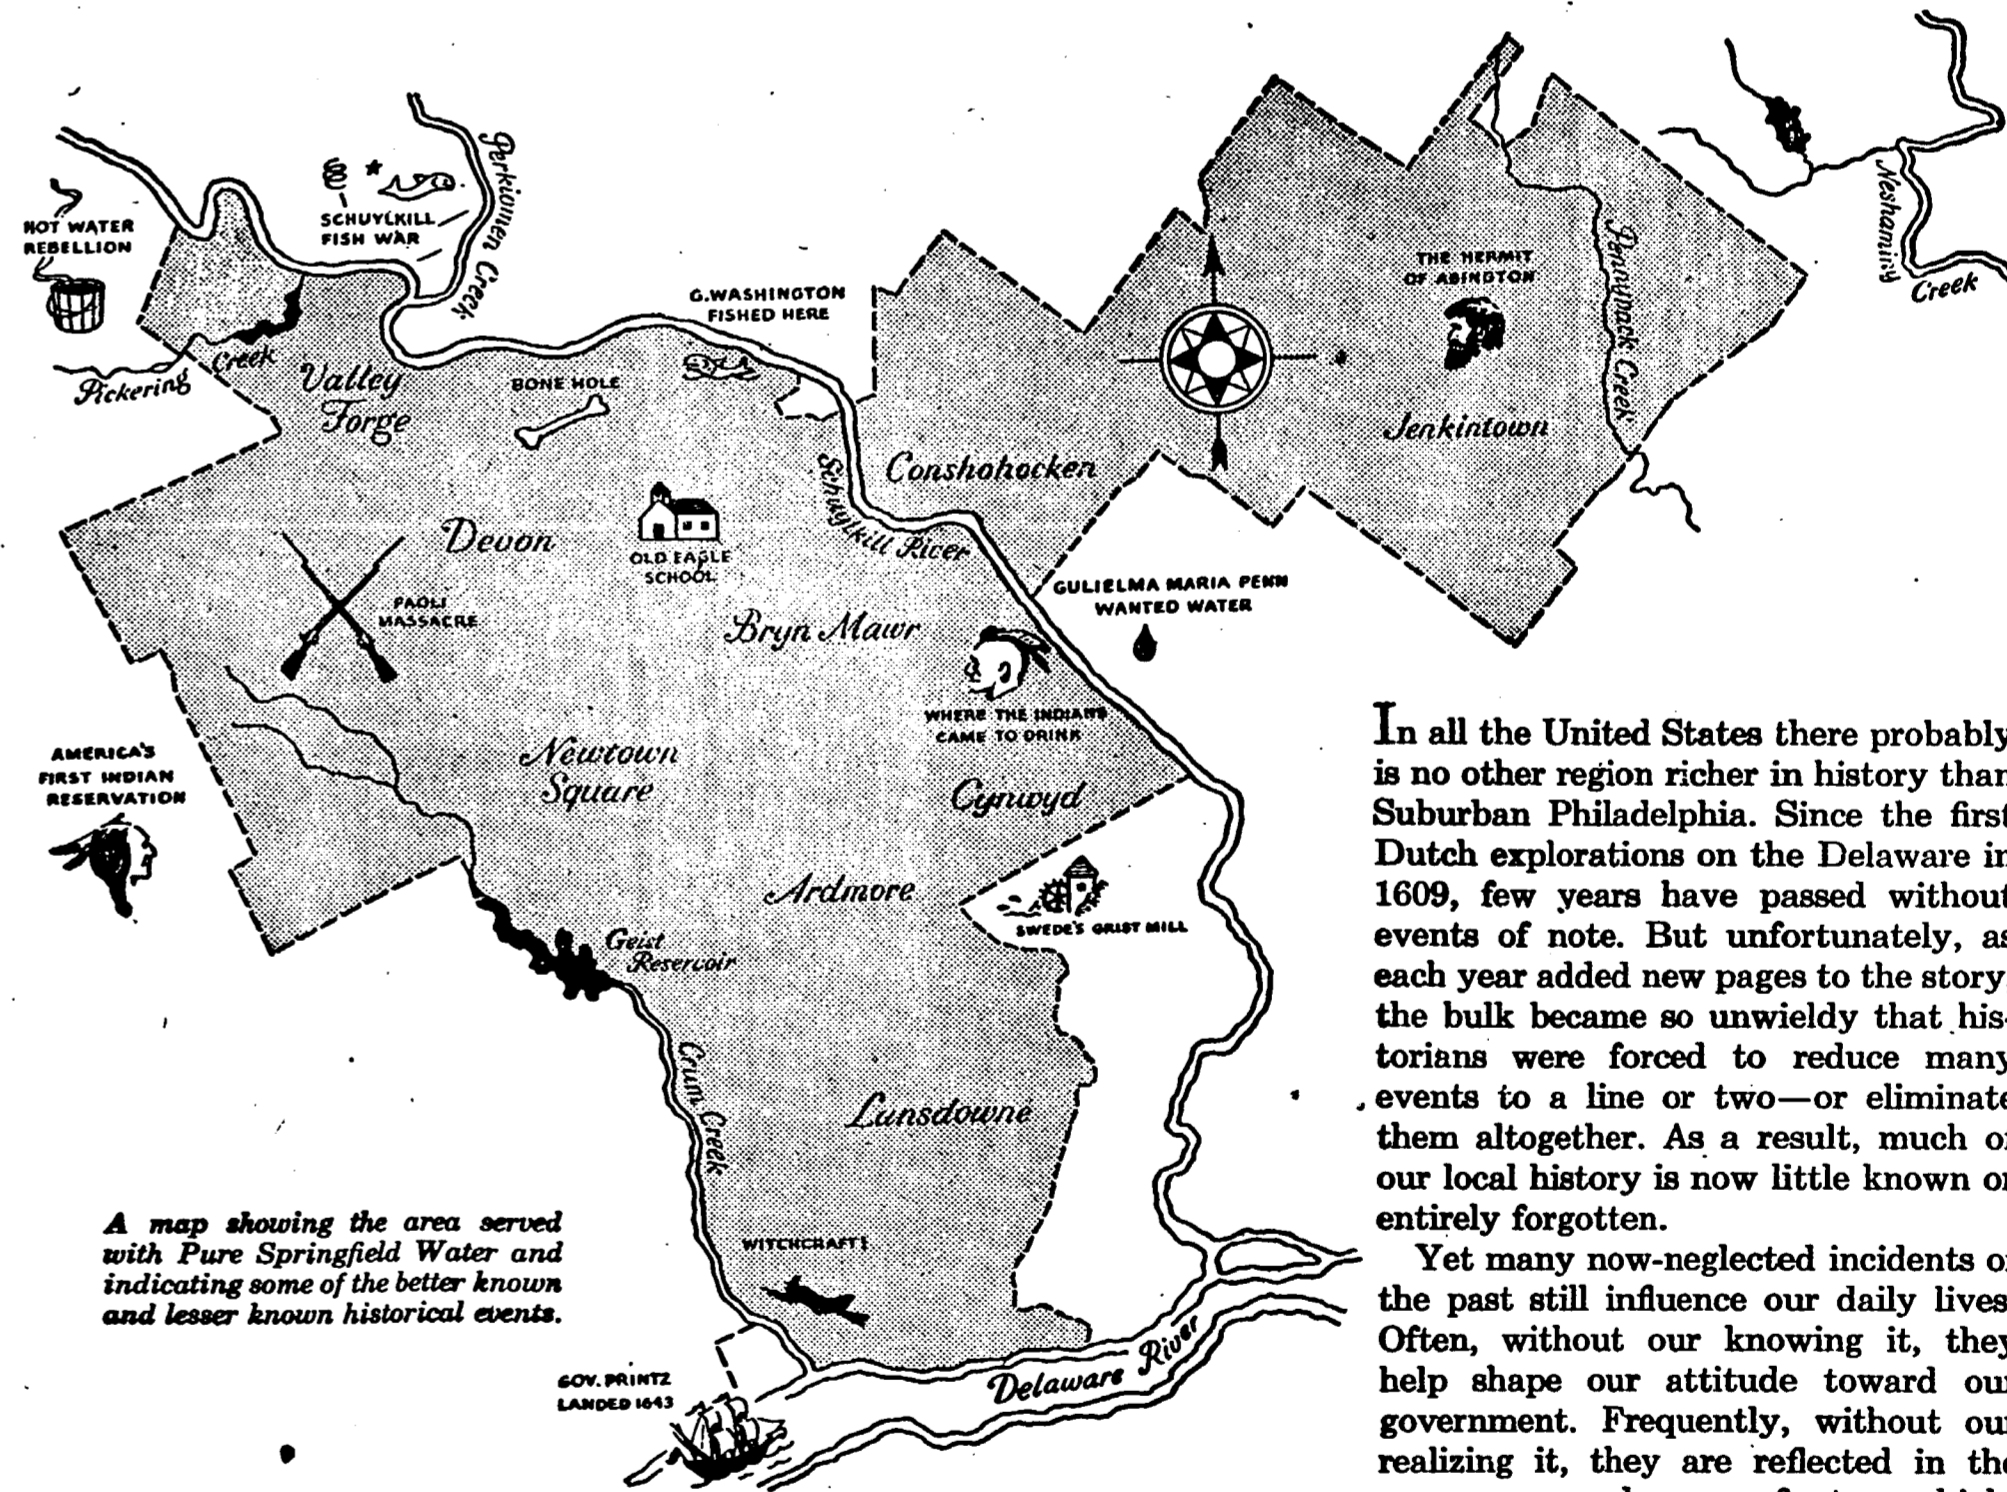 Perkiomen Creek
HOT WATER
REBELLION
SCHUYLKILL
FISH WAR
G. WASHINGTON
FISHED HERE
THE HERMIT
OF ABINGTON
Pennypack Creek
Neshaminy
Creek
Pickering
Creek
Valley
Forge
BONE HOLE
Jenkintown
Conshohocken
Schuylkill River
Devon
OLD EAGLE
SCHOOL
PAOLI
MASSACRE
Bryn Mawr
GULIELMA MARIA PENN
WANTED WATER
WHERE THE INDIANS
CAME TO DRINK
AMERICA'S
FIRST INDIAN
RESERVATION
Newtown
Square
Cynwyd
Ardmore
SWEDE'S GRIST MILL
Geist
Reservoir
Crum Creek
Lansdowne
WITCHCRAFT!
GOV. PRINTZ
LANDED 1643
Delaware River
A map showing the area served
with Pure Springfield Water and
indicating some of the better known
and lesser known historical events.
In all the United States there probably
is no other region richer in history than
Suburban Philadelphia. Since the first
Dutch explorations on the Delaware in
1609, few years have passed without
events of note. But unfortunately, as
each year added new pages to the story,
the bulk became so unwieldy that his-
torians were forced to reduce many
events to a line or two—or eliminate
them altogether. As a result, much of
our local history is now little known or
entirely forgotten.
Yet many now-neglected incidents of
the past still influence our daily lives.
Often, without our knowing it, they
help shape our attitude toward our
government. Frequently, without our
realizing it, they are reflected in the